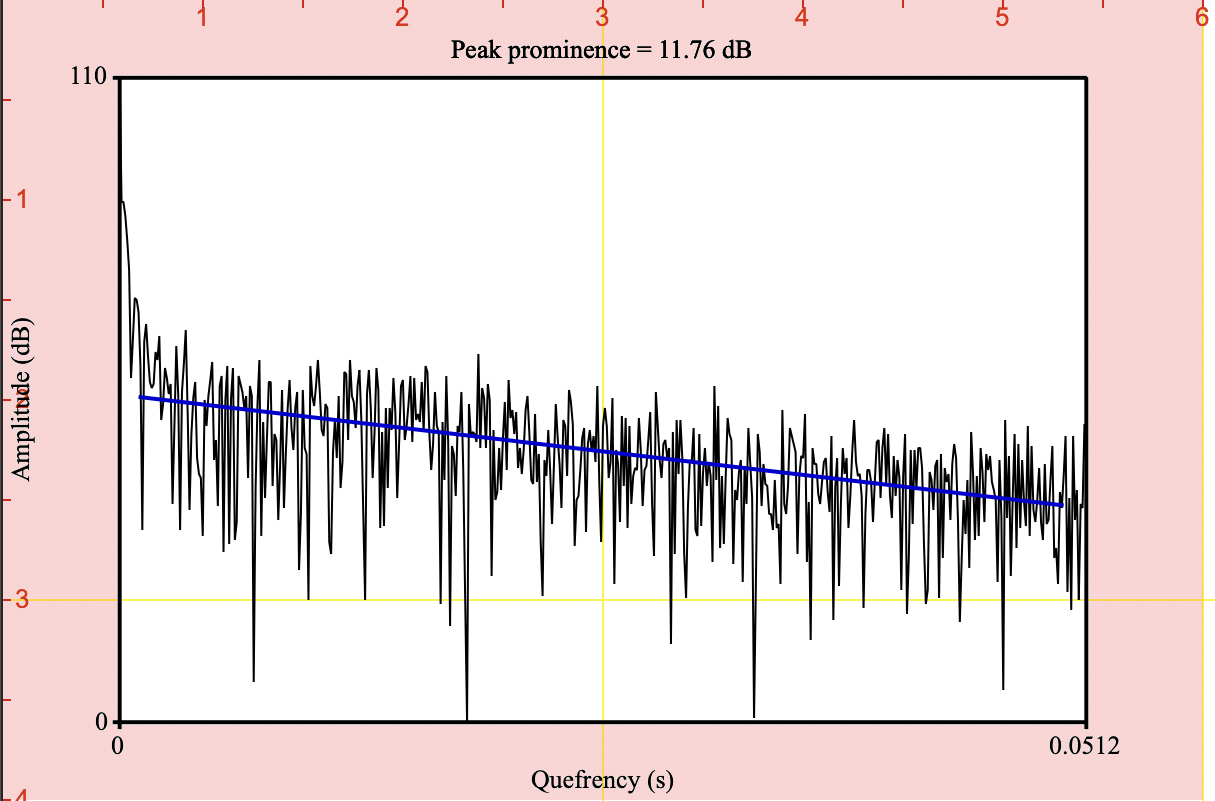 1 2 3 4 5 6
Peak prominence = 11.76 dB
110
1
2
Amplitude (dB)
3
0
0 0.0512
Quefrency (s)
4